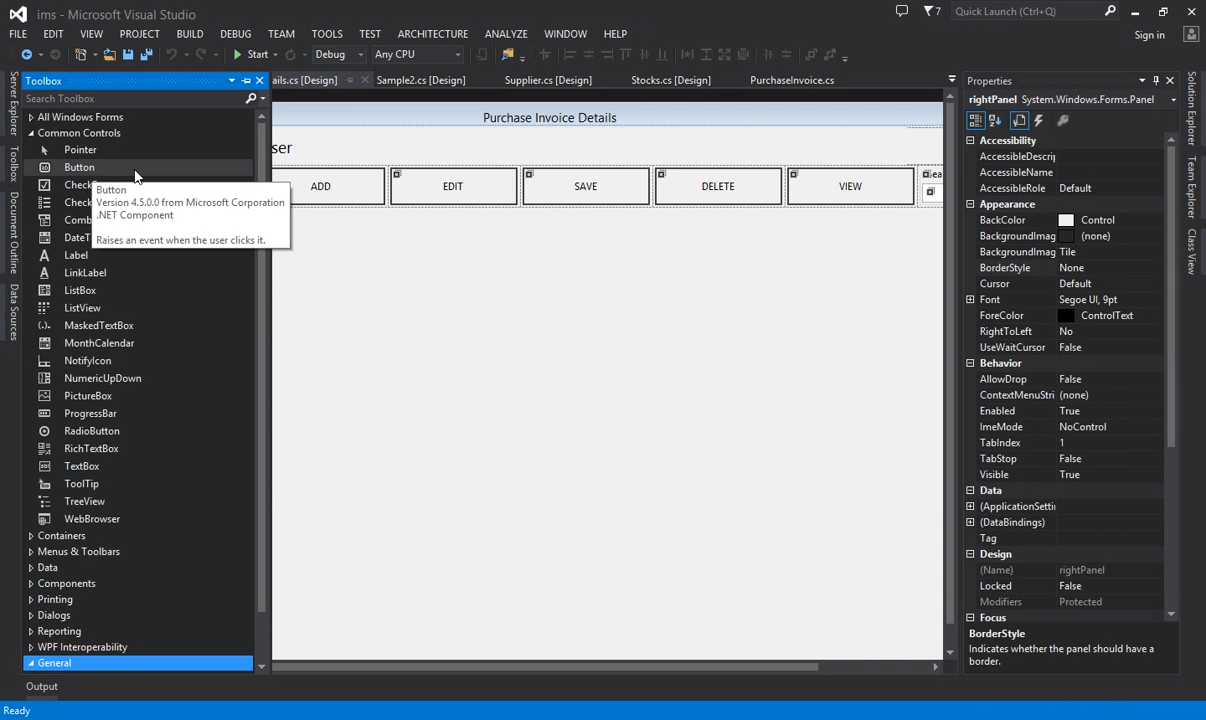 ims - Microsoft Visual Studio
7
Quick Launch (Ctrl+Q)
FILE EDIT VIEW PROJECT BUILD DEBUG TEAM TOOLS TEST ARCHITECTURE ANALYZE WINDOW HELP
Sign in
Start Debug Any CPU
Server Explorer
Toolbox
Document Outline
Data Sources
Toolbox
Search Toolbox
All Windows Forms
Common Controls
Pointer
Button
Button
Version 4.5.0.0 from Microsoft Corporation
.NET Component
Raises an event when the user clicks it.
Label
LinkLabel
ListBox
ListView
MaskedTextBox
MonthCalendar
NotifyIcon
NumericUpDown
PictureBox
ProgressBar
RadioButton
RichTextBox
TextBox
ToolTip
TreeView
WebBrowser
Containers
Menus & Toolbars
Data
Components
Printing
Dialogs
Reporting
WPF Interoperability
General
Output
Ready
ails.cs [Design] Sample2.cs [Design] Supplier.cs [Design] Stocks.cs [Design] PurchaseInvoice.cs
Purchase Invoice Details
ser
ADD EDIT SAVE DELETE VIEW
Properties
rightPanel System.Windows.Forms.Panel
Accessibility
AccessibleDescrip
AccessibleName
AccessibleRole Default
Appearance
BackColor Control
BackgroundImag (none)
BackgroundImag Tile
BorderStyle None
Cursor Default
Font Segoe UI, 9pt
ForeColor ControlText
RightToLeft No
UseWaitCursor False
Behavior
AllowDrop False
ContextMenuStri (none)
Enabled True
ImeMode NoControl
TabIndex 1
TabStop False
Visible True
Data
(ApplicationSettin
(DataBindings)
Tag
Design
(Name) rightPanel
Locked False
Modifiers Protected
Focus
BorderStyle
Indicates whether the panel should have a
border.
Solution Explorer
Team Explorer
Class View